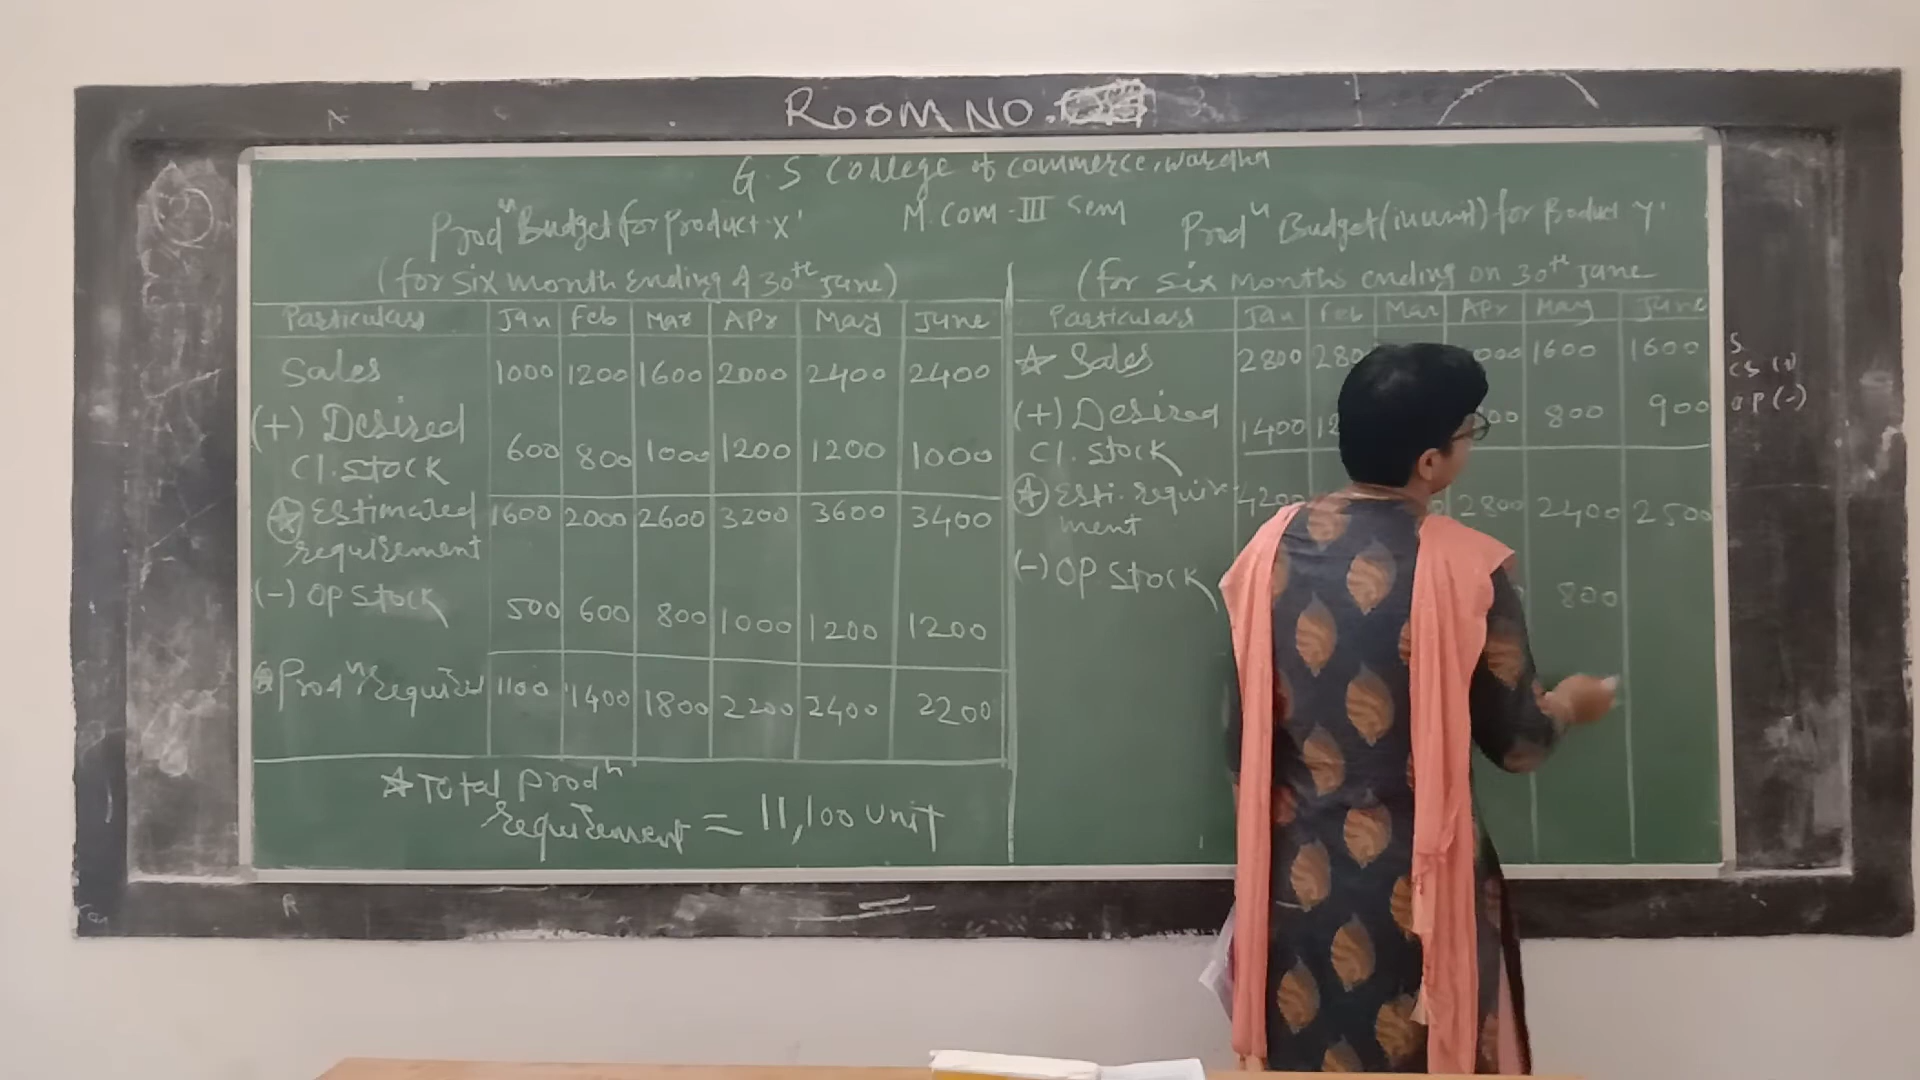 ROOM NO.
G.S College of commerce, wardha
M.Com-III Sem
Prodⁿ Budget for product 'X'
(for six month Ending of 30th June)
Particulars Jan Feb Mar APr May June
Sales 1000 1200 1600 2000 2400 2400
(+) Desired
Cl. stock 600 800 1000 1200 1200 1000
Estimated 1600 2000 2600 3200 3600 3400
requirement
(-) OP Stock 500 600 800 1000 1200 1200
Prodⁿ required 1100 1400 1800 2200 2400 2200
Total prodⁿ
requirement = 11,100 unit
Prodⁿ Budget (in unit) for Product 'Y'
(for six Months ending on 30th June
Particulars Jan Feb Mar APr May June
Sales 2800 1600 1600
(+) Desired
Cl. stock 1400 800 900
Esti. require 4200 2800 2400 2500
ment
(-) OP. Stock 800
S
CS (+)
OP (-)